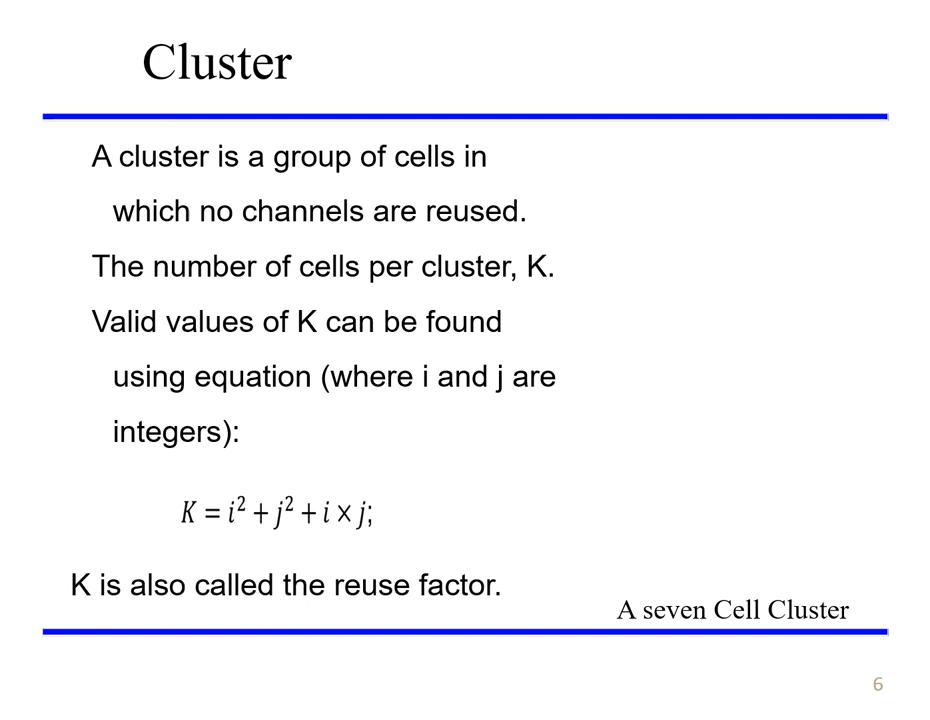 Cluster
A cluster is a group of cells in
which no channels are reused.
The number of cells per cluster, K.
Valid values of K can be found
using equation (where i and j are
integers):
K = i² + j² + i × j;
K is also called the reuse factor.
A seven Cell Cluster
6